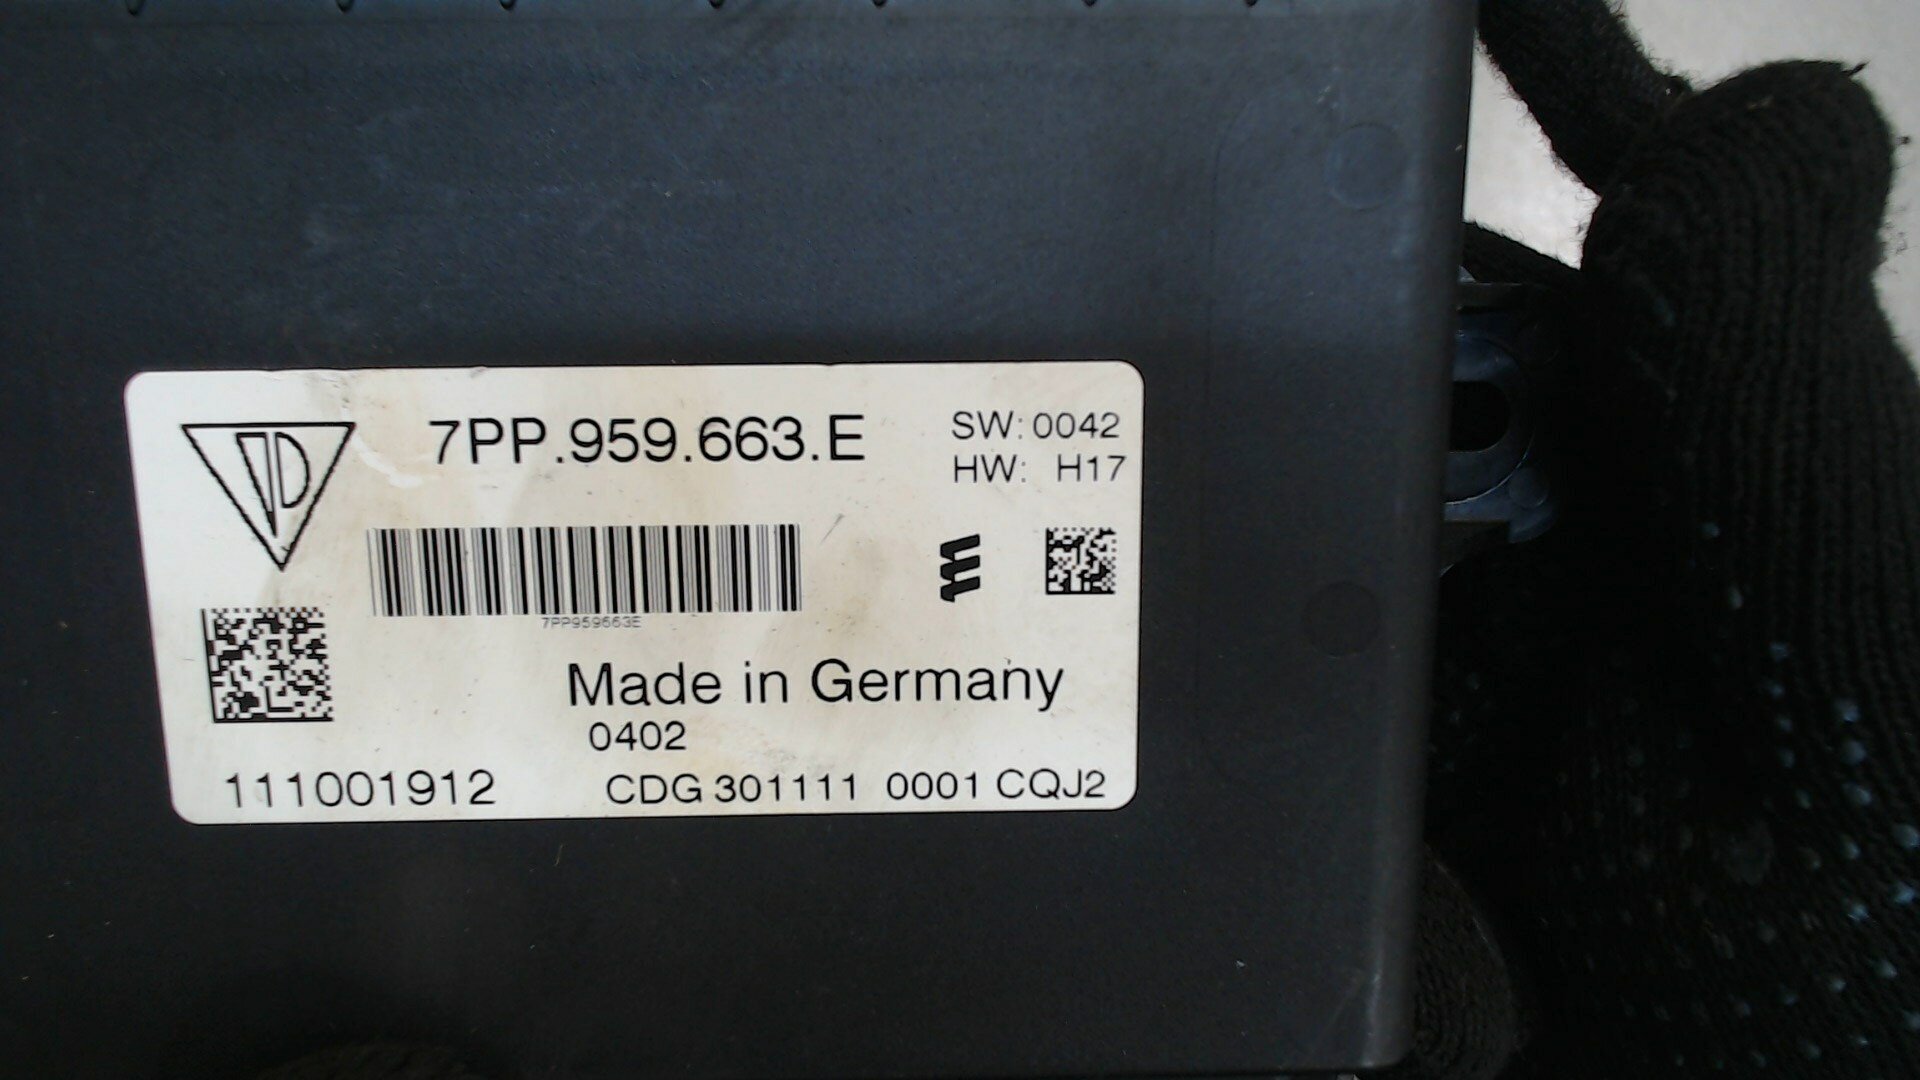 7PP.959.663.E
SW: 0042
HW: H17
7PP959663E
Made in Germany
0402
111001912 CDG 301111 0001 CQJ2